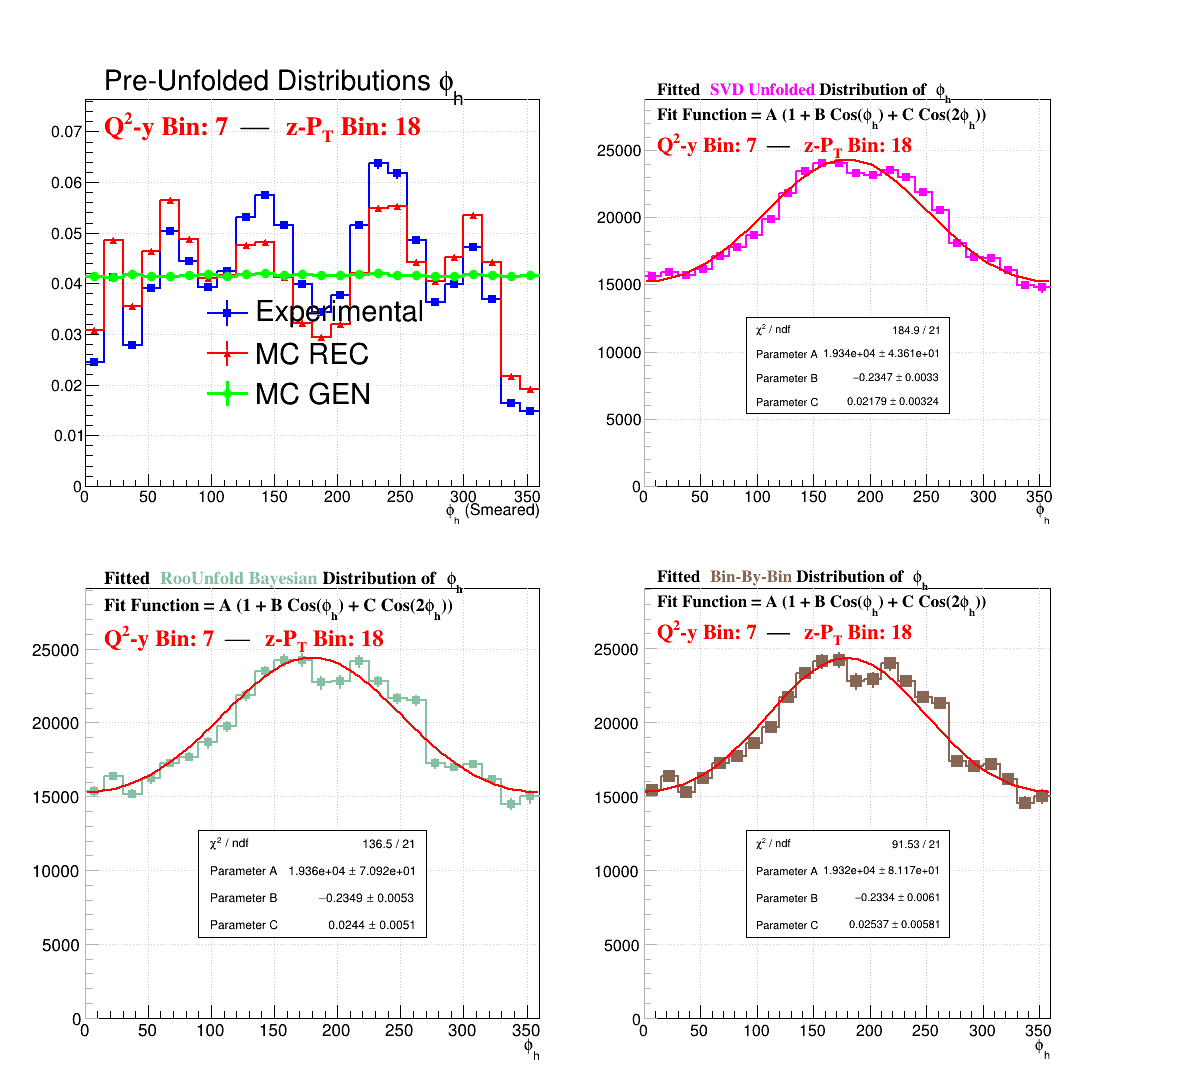 Pre-Unfolded Distributions ϕh
Q²-y Bin: 7 — z-PT Bin: 18
0.07
0.06
0.05
0.04
0.03
0.02
0.01
0
Experimental
MC REC
MC GEN
0 50 100 150 200 250 300 350
ϕh (Smeared)
Fitted SVD Unfolded Distribution of ϕh
Fit Function = A (1 + B Cos(ϕh) + C Cos(2ϕh))
Q²-y Bin: 7 — z-PT Bin: 18
25000
20000
15000
10000
5000
0
χ² / ndf 184.9 / 21
Parameter A 1.934e+04 ± 4.361e+01
Parameter B −0.2347 ± 0.0033
Parameter C 0.02179 ± 0.00324
0 50 100 150 200 250 300 350
ϕh
Fitted RooUnfold Bayesian Distribution of ϕh
Fit Function = A (1 + B Cos(ϕh) + C Cos(2ϕh))
Q²-y Bin: 7 — z-PT Bin: 18
25000
20000
15000
10000
5000
0
χ² / ndf 136.5 / 21
Parameter A 1.936e+04 ± 7.092e+01
Parameter B −0.2349 ± 0.0053
Parameter C 0.0244 ± 0.0051
0 50 100 150 200 250 300 350
ϕh
Fitted Bin-By-Bin Distribution of ϕh
Fit Function = A (1 + B Cos(ϕh) + C Cos(2ϕh))
Q²-y Bin: 7 — z-PT Bin: 18
25000
20000
15000
10000
5000
0
χ² / ndf 91.53 / 21
Parameter A 1.932e+04 ± 8.117e+01
Parameter B −0.2334 ± 0.0061
Parameter C 0.02537 ± 0.00581
0 50 100 150 200 250 300 350
ϕh